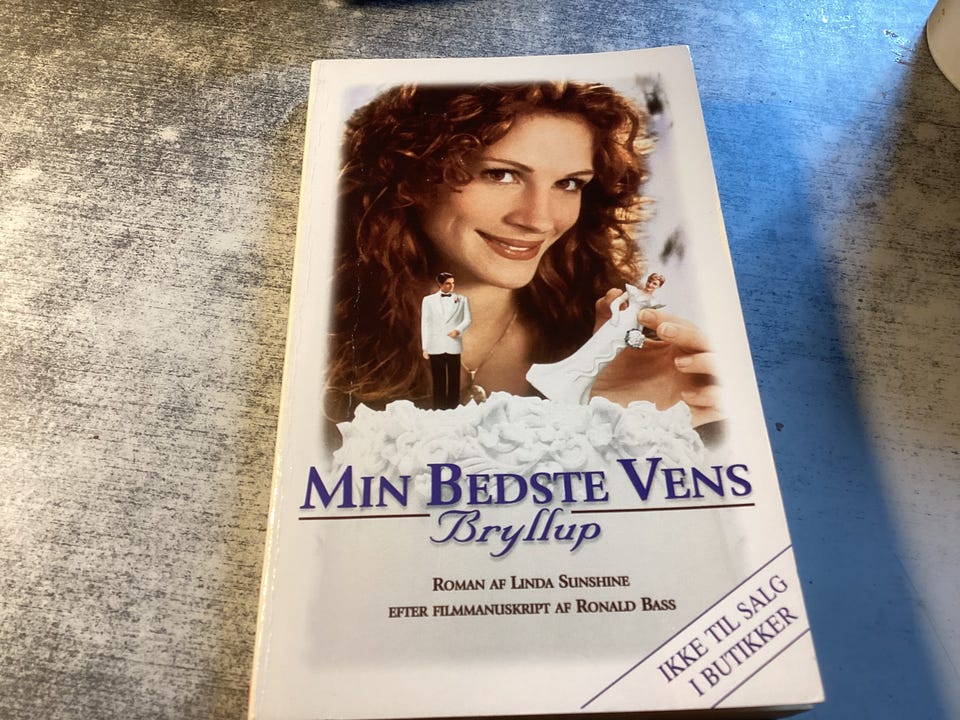 MIN BEDSTE VENS
Bryllup
ROMAN AF LINDA SUNSHINE
EFTER FILMMANUSKRIPT AF RONALD BASS
IKKE TIL SALG
I BUTIKKER